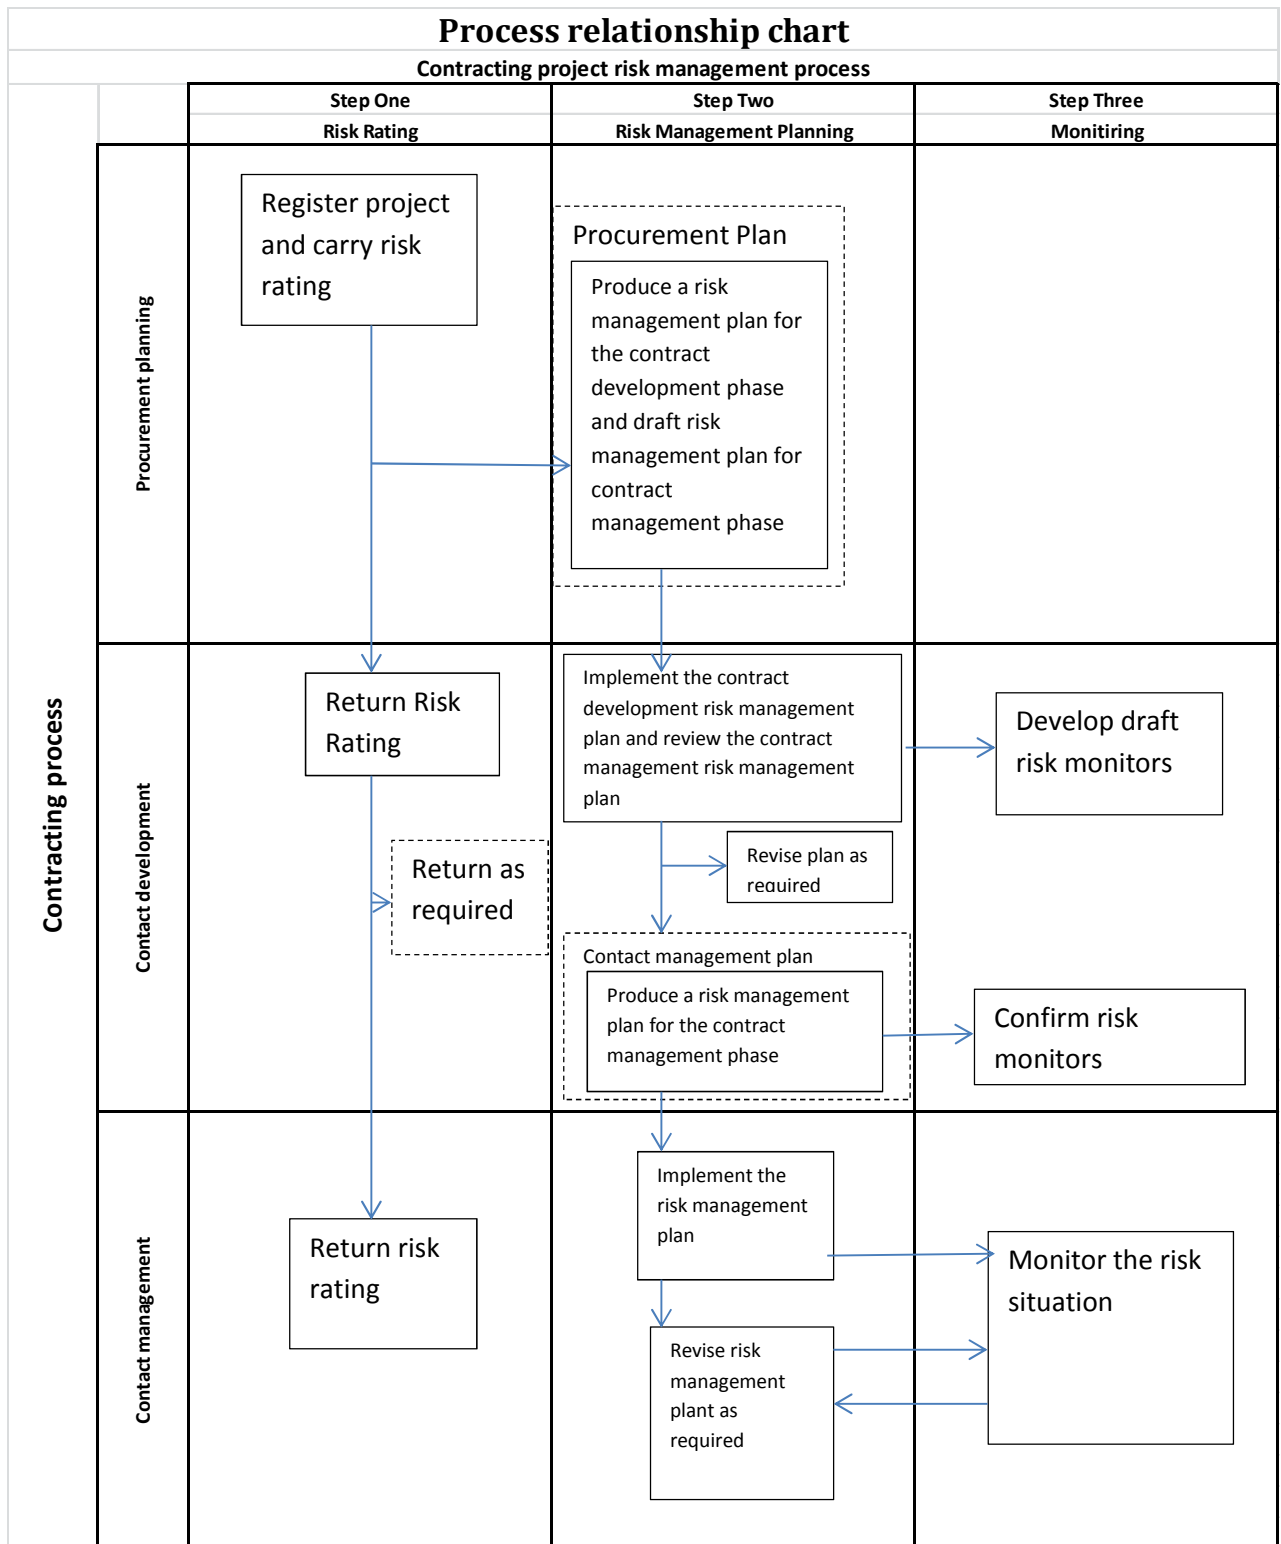 Process relationship chart
Contracting project risk management process
Step One
Step Two
Step Three
Risk Rating
Risk Management Planning
Monitiring
Contracting process
Procurement planning
Register project
and carry risk
rating
Procurement Plan
Produce a risk
management plan for
the contract
development phase
and draft risk
management plan for
contract
management phase
Contact development
Return Risk
Rating
Return as
required
Implement the contract
development risk management
plan and review the contract
management risk management
plan
Revise plan as
required
Contact management plan
Produce a risk management
plan for the contract
management phase
Develop draft
risk monitors
Confirm risk
monitors
Contact management
Return risk
rating
Implement the
risk management
plan
Revise risk
management
plant as
required
Monitor the risk
situation